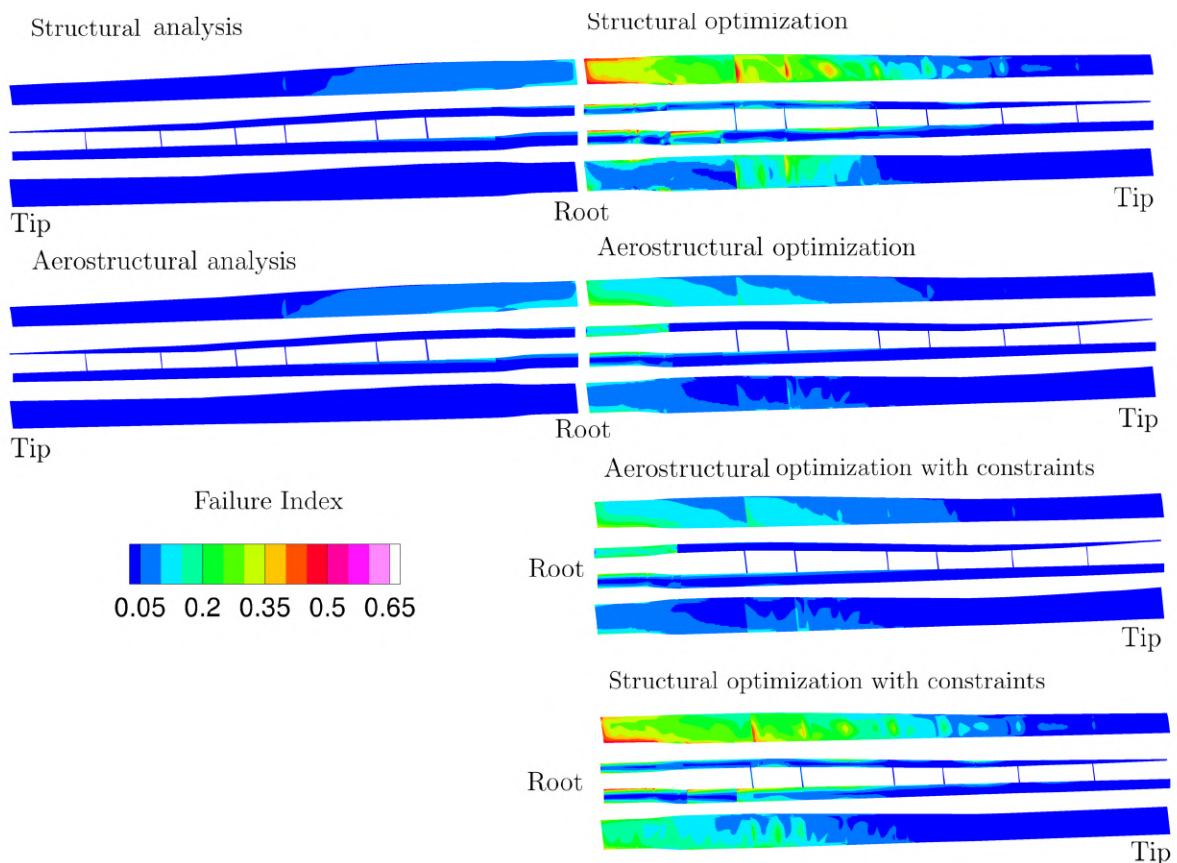 Structural analysis
Structural optimization
Tip
Root
Tip
Aerostructural analysis
Aerostructural optimization
Tip
Root
Tip
Aerostructural optimization with constraints
Failure Index
0.05 0.2 0.35 0.5 0.65
Root
Tip
Structural optimization with constraints
Root
Tip